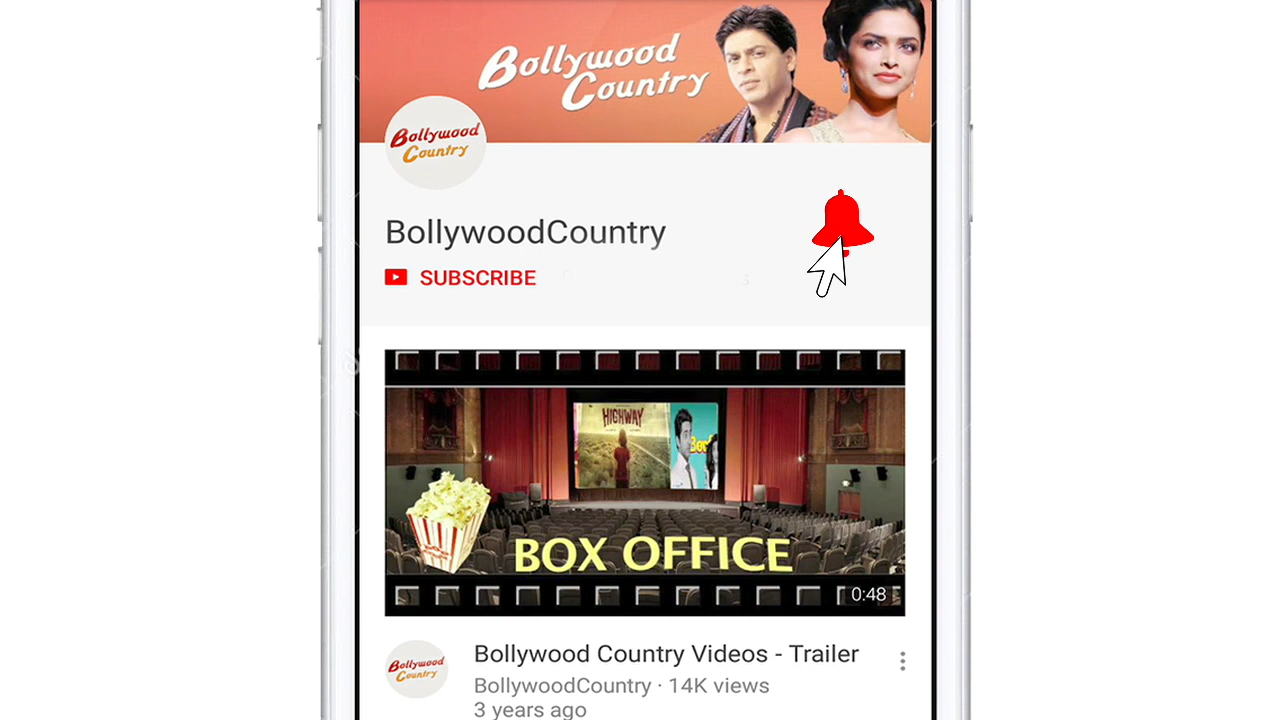 Bollywood
Country
Bollywood
Country
BollywoodCountry
SUBSCRIBE
HIGHWAY
BOX OFFICE
0:48
Bollywood
Country
Bollywood Country Videos - Trailer
BollywoodCountry · 14K views
3 years ago